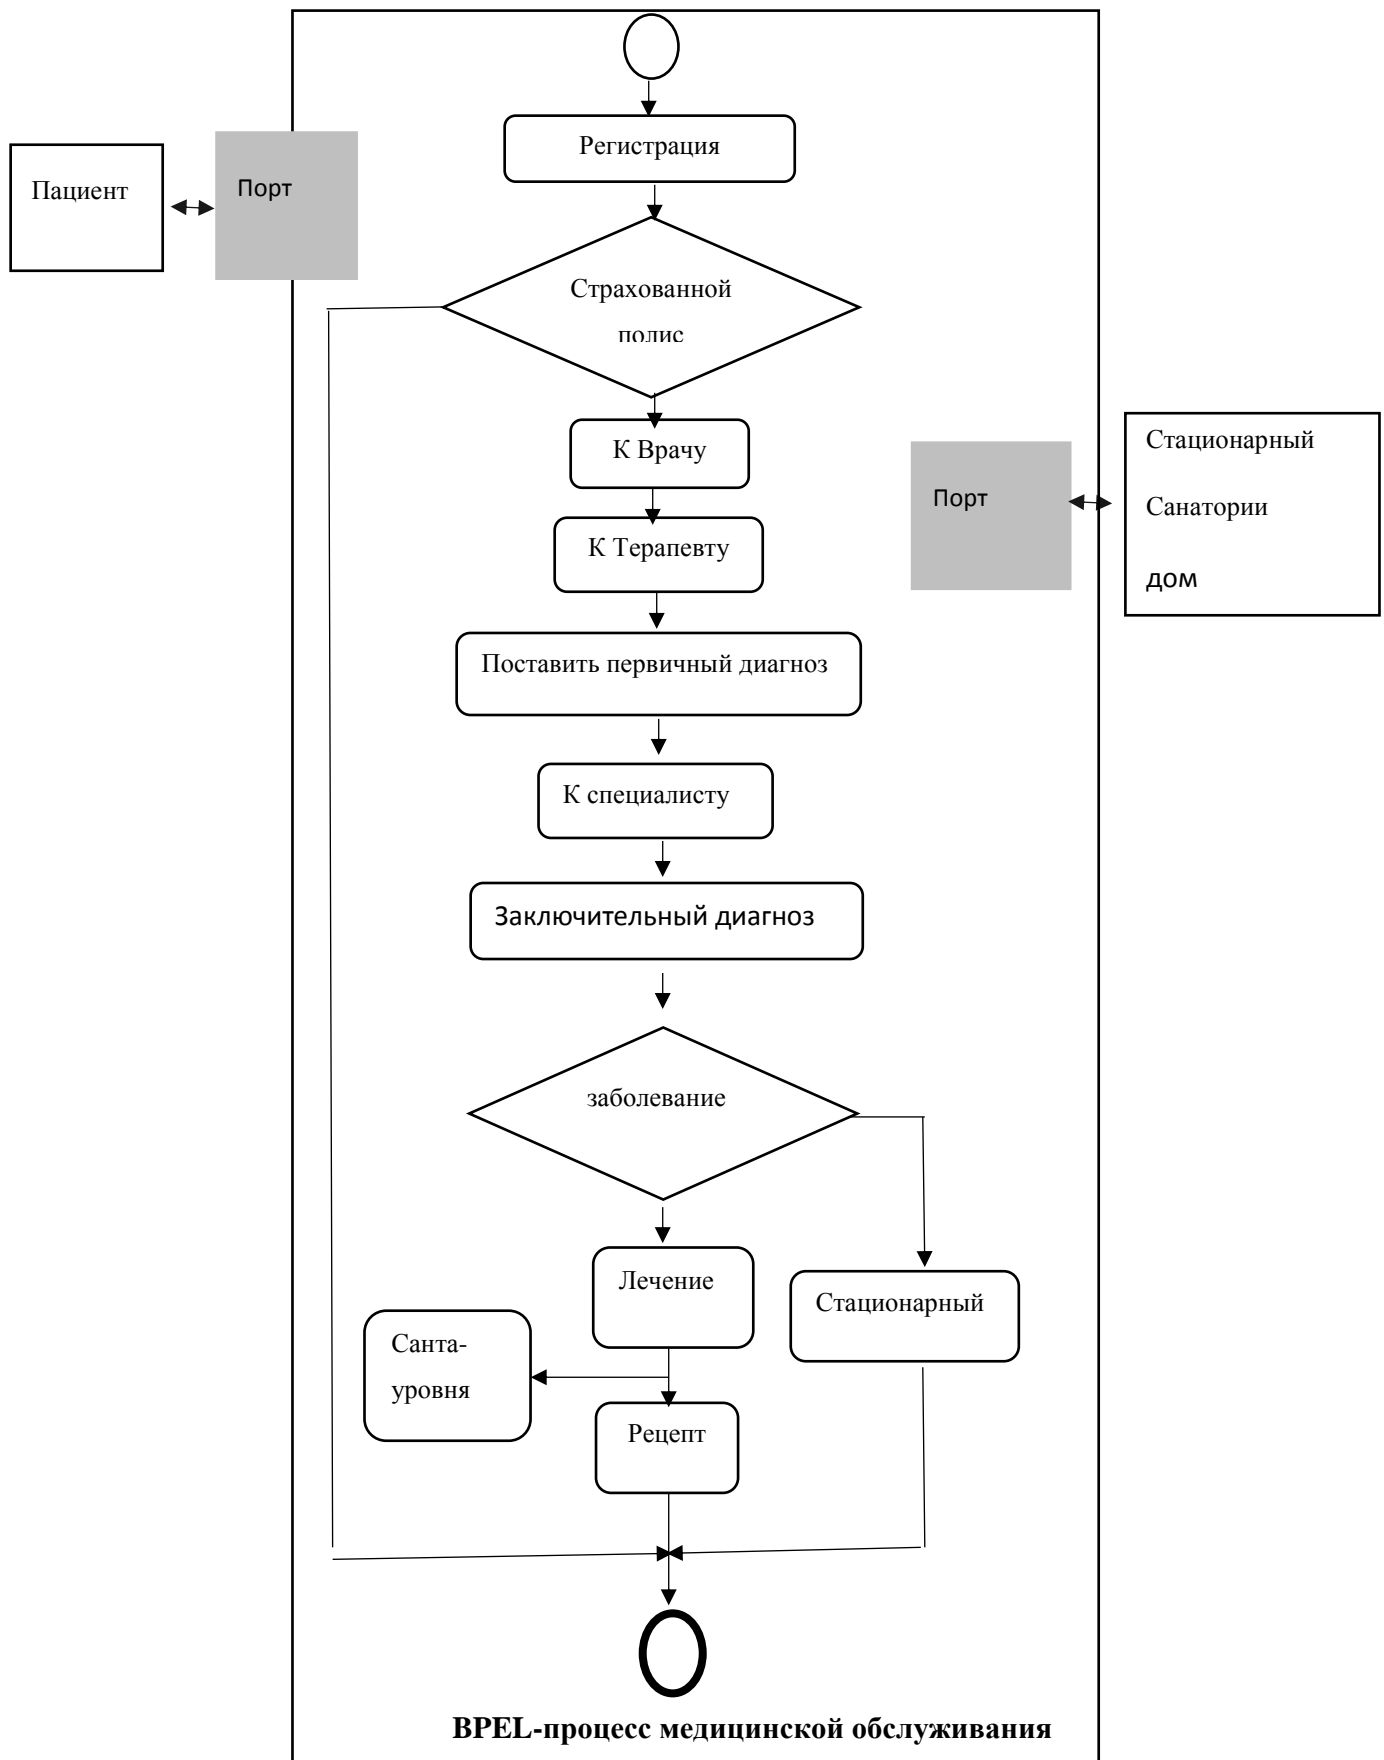 Регистрация
Пациент
Порт
Страхованной
полис
К Врачу
Стационарный
Порт
Санатории
дом
К Терапевту
Поставить первичный диагноз
К специалисту
Заключительный диагноз
заболевание
Лечение
Стационарный
Санта-
уровня
Рецепт
BPEL-процесс медицинской обслуживания